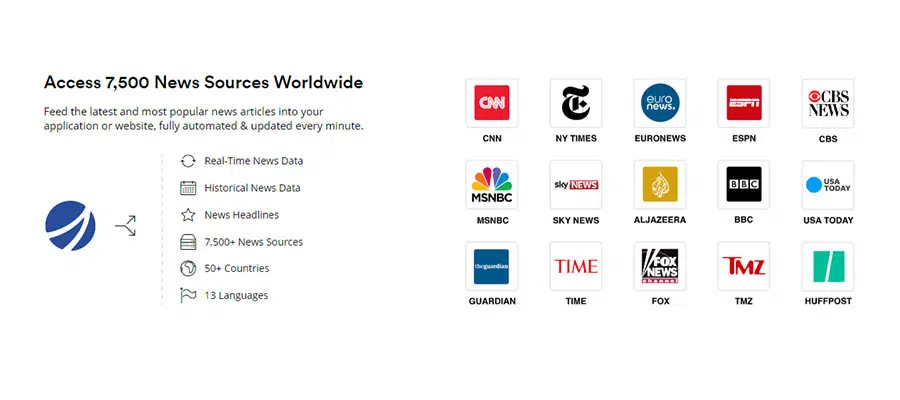 Access 7,500 News Sources Worldwide
Feed the latest and most popular news articles into your
application or website, fully automated & updated every minute.
Real-Time News Data
Historical News Data
News Headlines
7,500+ News Sources
50+ Countries
13 Languages
CNN
T
euro
news.
ESPN
CBS
NEWS
CNN
NY TIMES
EURONEWS
ESPN
CBS
MSNBC
sky NEWS
BBC
USA
TODAY
MSNBC
SKY NEWS
ALJAZEERA
BBC
USA TODAY
theguardian
TIME
FOX
NEWS
channel
TMZ
GUARDIAN
TIME
FOX
TMZ
HUFFPOST